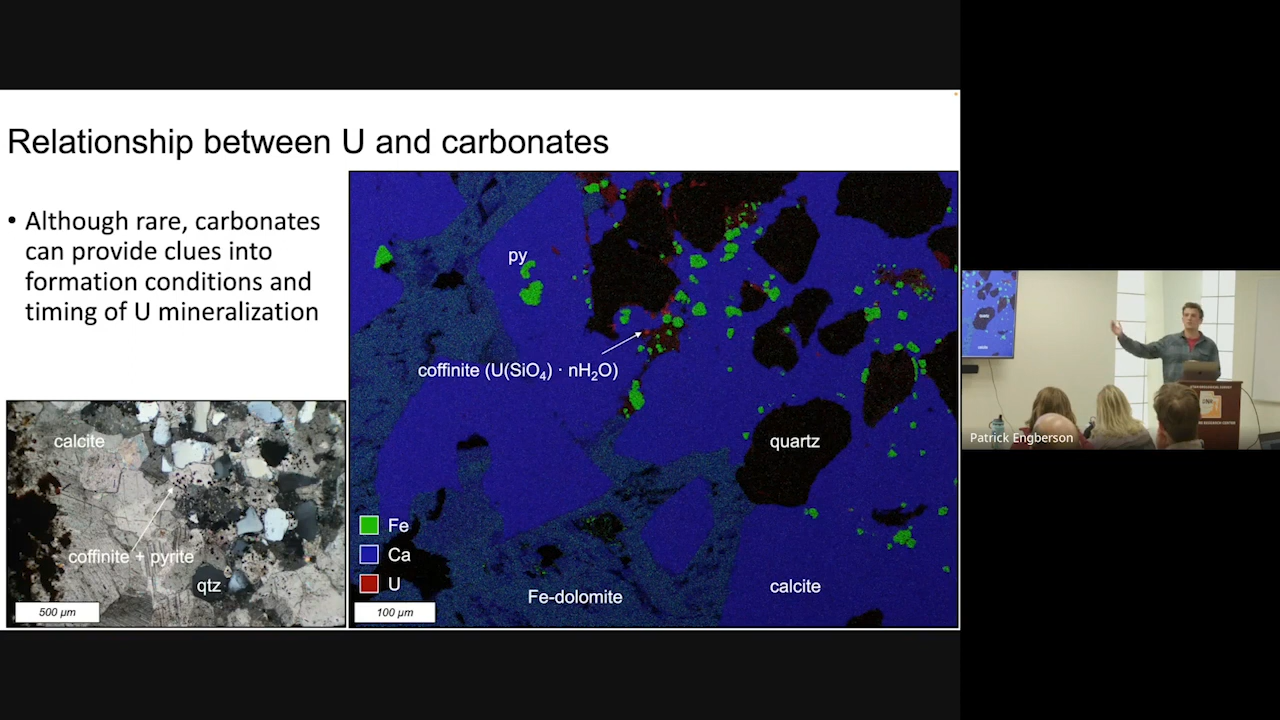 Relationship between U and carbonates
• Although rare, carbonates
can provide clues into
formation conditions and
timing of U mineralization
calcite
coffinite + pyrite
qtz
500 µm
py
coffinite (U(SiO₄) · nH₂O)
quartz
Fe
Ca
U
Fe-dolomite
calcite
100 µm
Patrick Engberson